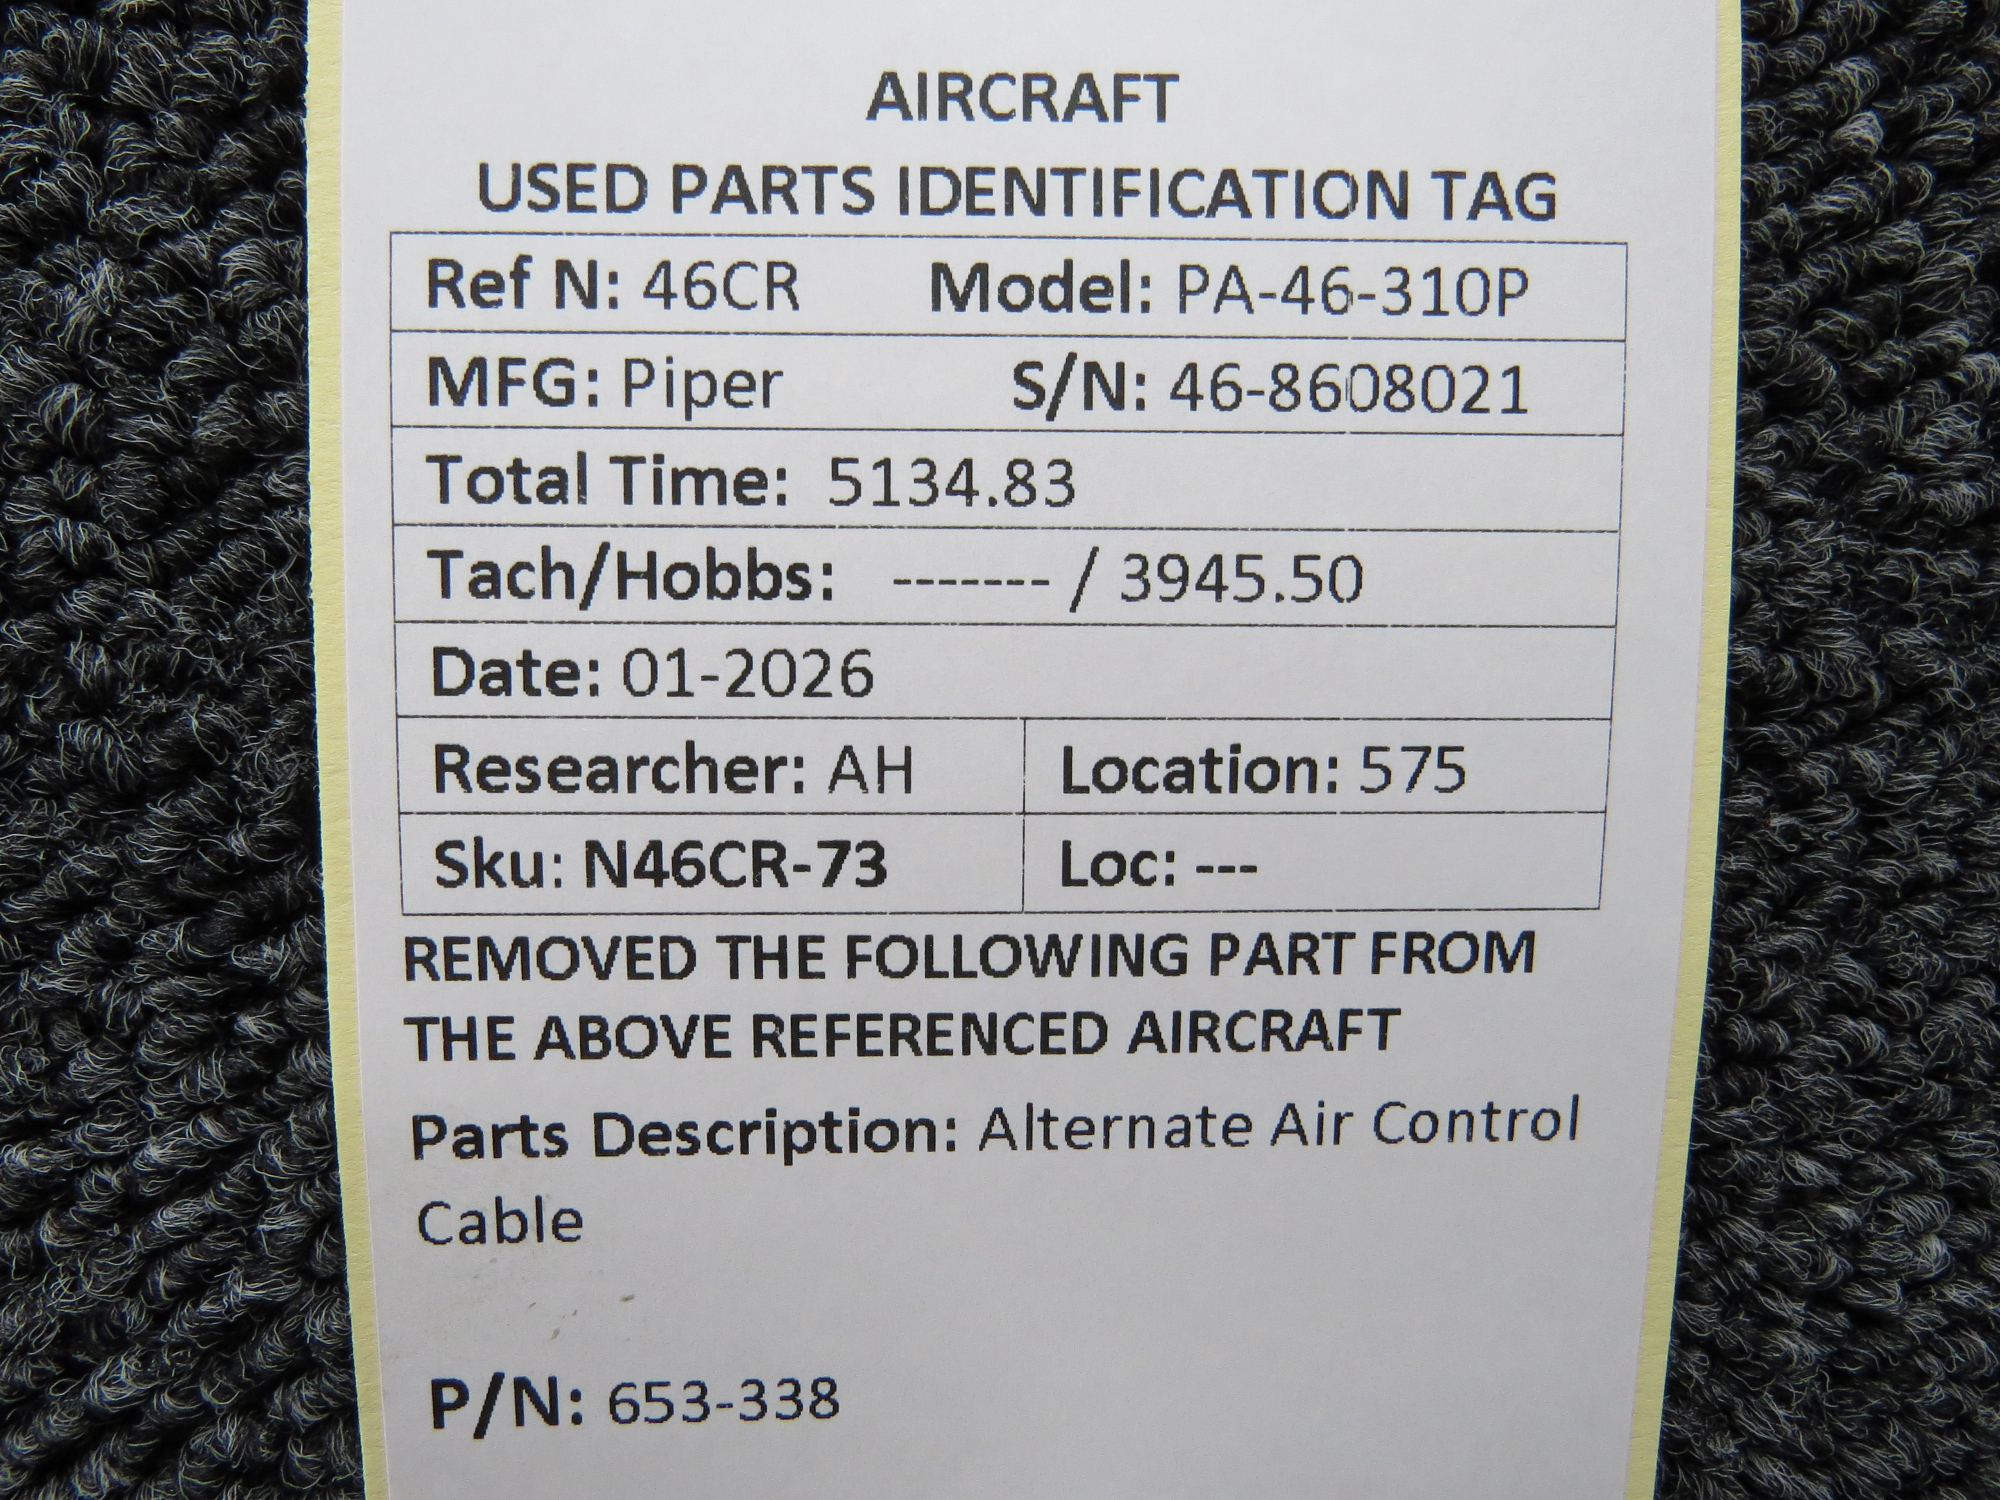 AIRCRAFT
USED PARTS IDENTIFICATION TAG
Ref N: 46CR Model: PA-46-310P
MFG: Piper S/N: 46-8608021
Total Time: 5134.83
Tach/Hobbs: ------- / 3945.50
Date: 01-2026
Researcher: AH Location: 575
Sku: N46CR-73 Loc: ---
REMOVED THE FOLLOWING PART FROM
THE ABOVE REFERENCED AIRCRAFT
Parts Description: Alternate Air Control
Cable
P/N: 653-338